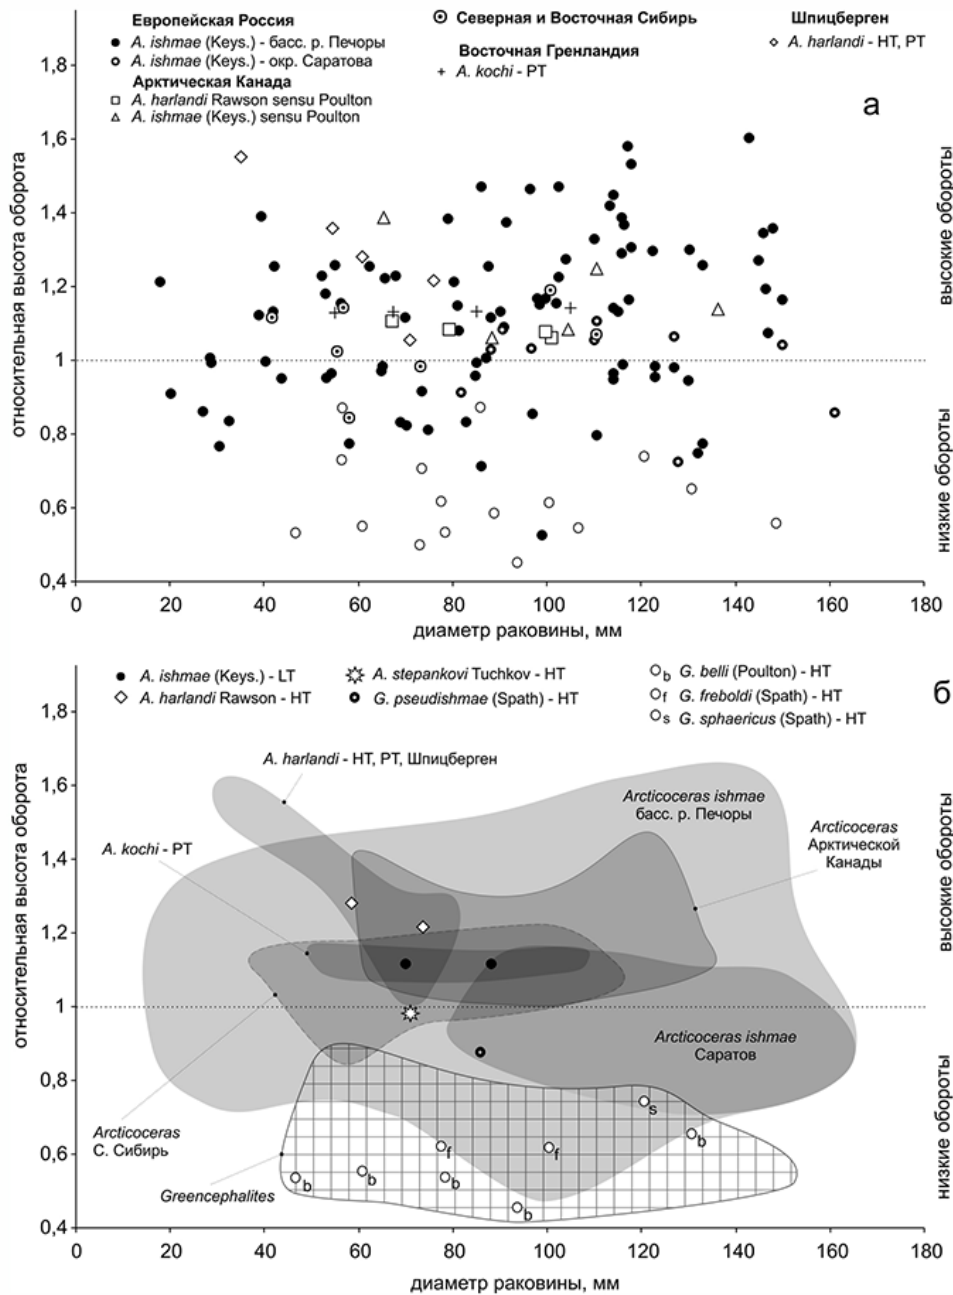 Европейская Россия
A. ishmae (Keys.) - басс. р. Печоры
A. ishmae (Keys.) - окр. Саратова
Арктическая Канада
A. harlandi Rawson sensu Poulton
A. ishmae (Keys.) sensu Poulton
Северная и Восточная Сибирь
Восточная Гренландия
A. kochi - PT
Шпицберген
A. harlandi - HT, PT
а
относительная высота оборота
1,8
1,6
1,4
1,2
1
0,8
0,6
0,4
высокие обороты
низкие обороты
0 20 40 60 80 100 120 140 160 180
диаметр раковины, мм
A. ishmae (Keys.) - LT
A. harlandi Rawson - HT
A. stepankovi Tuchkov - HT
G. pseudishmae (Spath) - HT
b G. belli (Poulton) - HT
f G. freboldi (Spath) - HT
s G. sphaericus (Spath) - HT
б
относительная высота оборота
1,8
1,6
1,4
1,2
1
0,8
0,6
0,4
A. harlandi - HT, PT, Шпицберген
Arcticoceras ishmae
басс. р. Печоры
Arcticoceras
Арктической
Канады
A. kochi - PT
Arcticoceras ishmae
Саратов
Arcticoceras
С. Сибирь
Greencephalites
s
f
f
b
b
b
b
b
высокие обороты
низкие обороты
0 20 40 60 80 100 120 140 160 180
диаметр раковины, мм